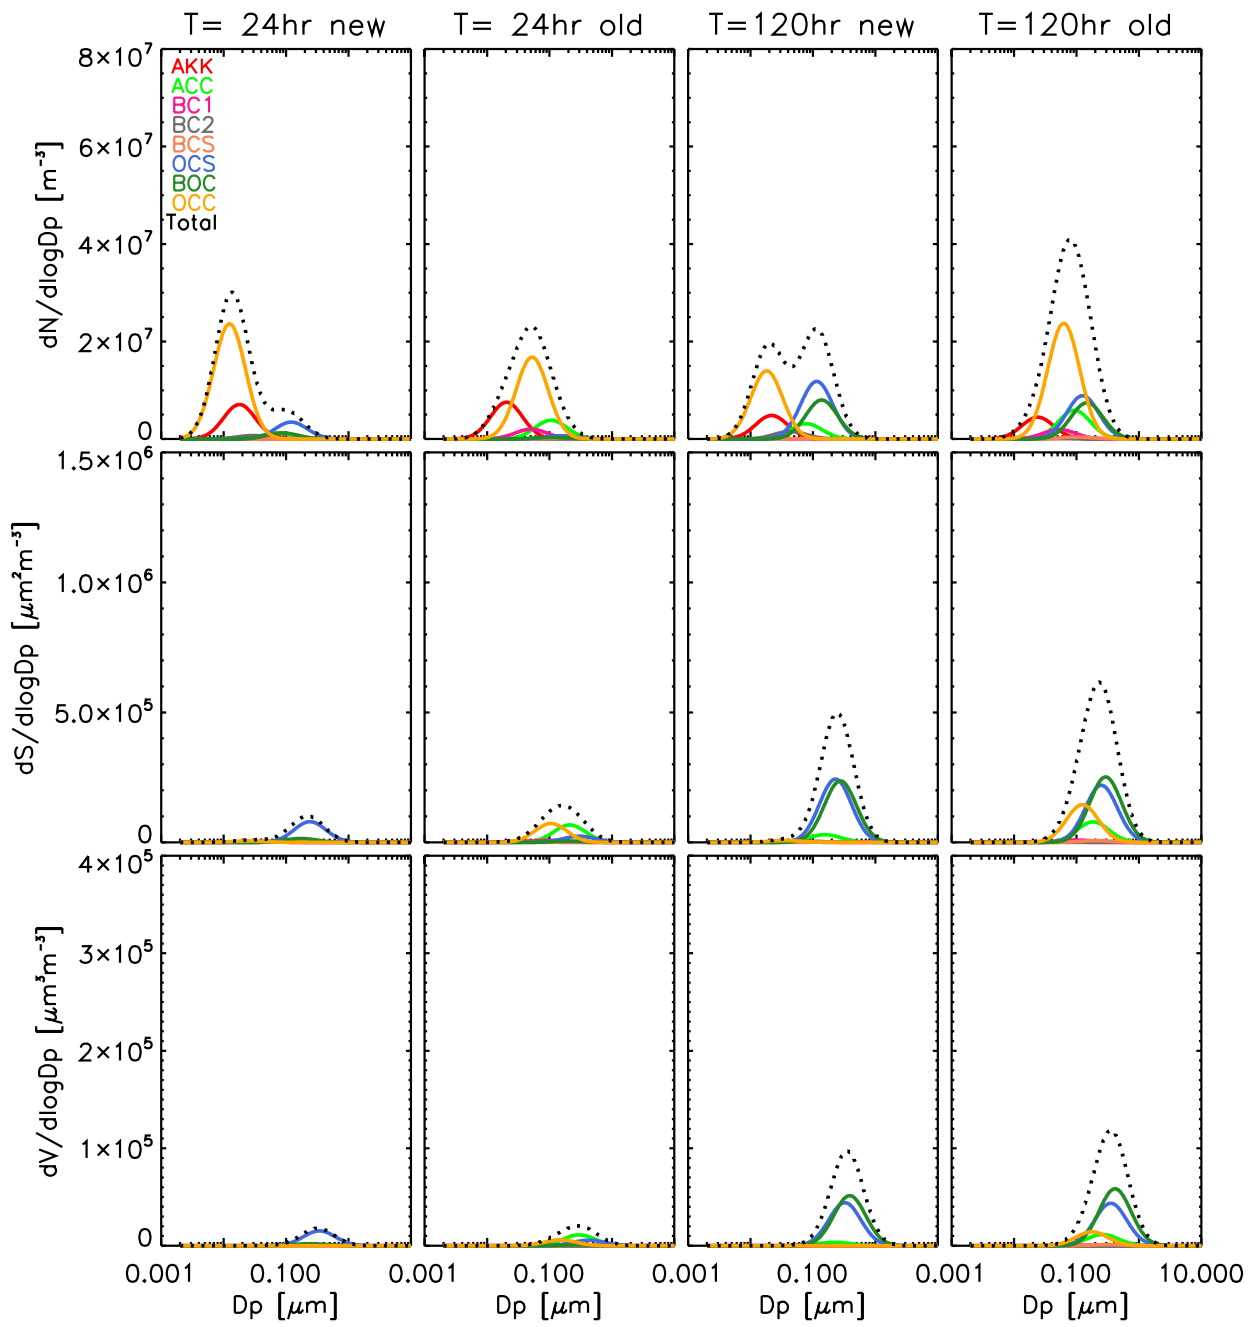 T= 24hr new
T= 24hr old
T=120hr new
T=120hr old
8×10⁷
6×10⁷
4×10⁷
2×10⁷
0
dN/dlogDp [m⁻³]
AKK
ACC
BC1
BC2
BCS
OCS
BOC
OCC
Total
1.5×10⁶
1.0×10⁶
5.0×10⁵
0
dS/dlogDp [μm²m⁻³]
4×10⁵
3×10⁵
2×10⁵
1×10⁵
0
dV/dlogDp [μm³m⁻³]
0.001 0.100 0.001 0.100 0.001 0.100 0.001 0.100 10.000
Dp [μm] Dp [μm] Dp [μm] Dp [μm]